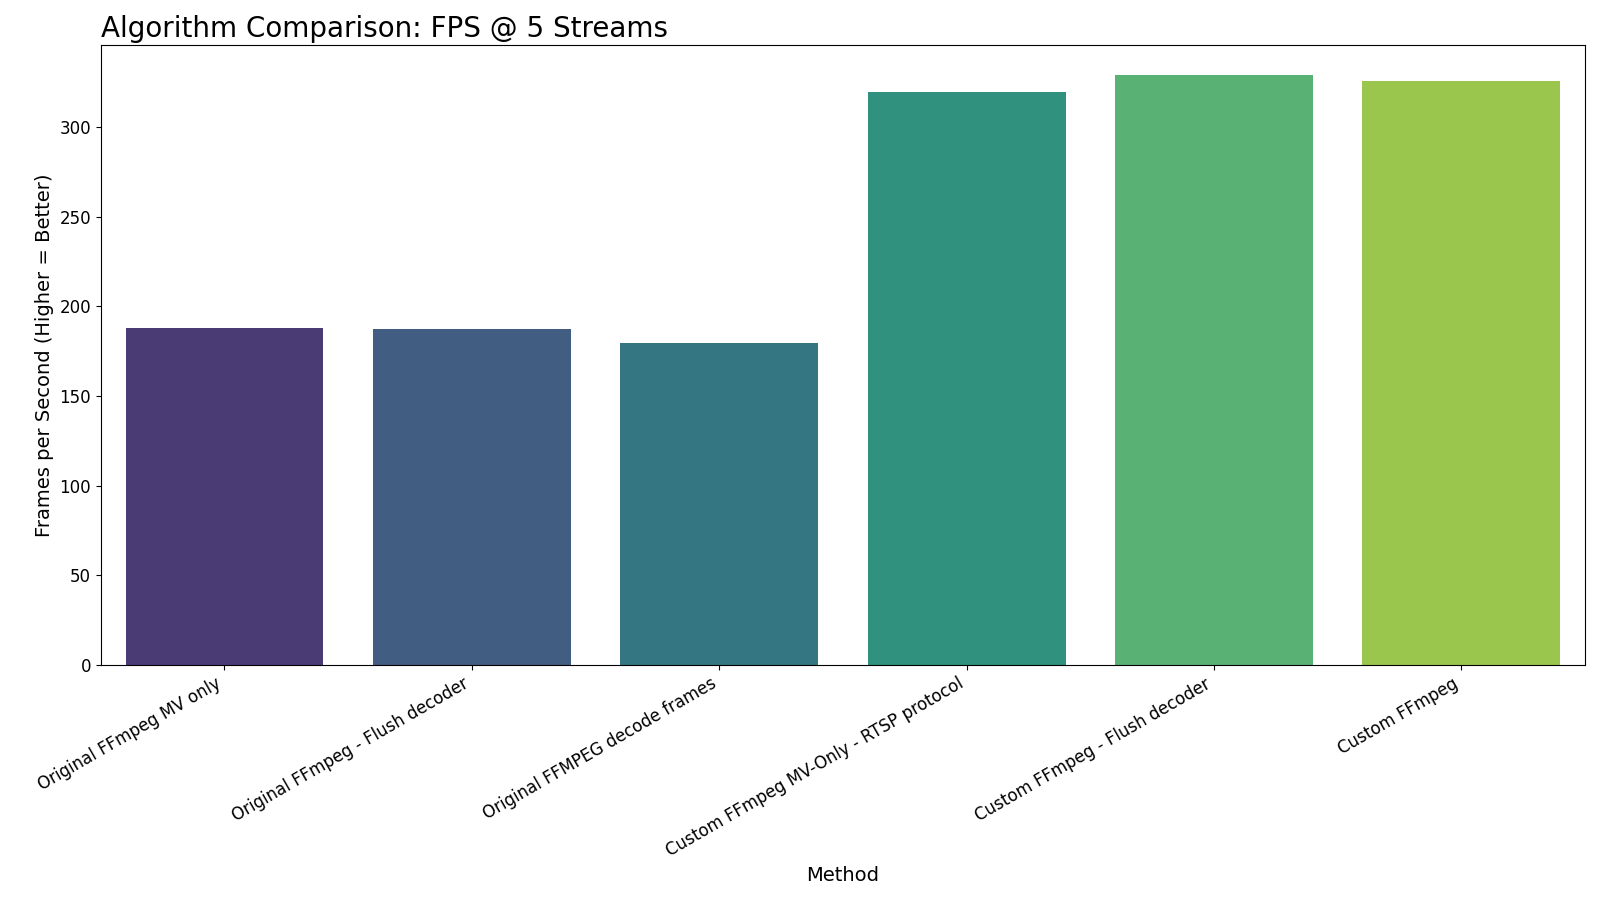 Algorithm Comparison: FPS @ 5 Streams
Frames per Second (Higher = Better)
300
250
200
150
100
50
0
Original FFmpeg MV only
Original FFmpeg - Flush decoder
Original FFMPEG decode frames
Custom FFmpeg MV-Only - RTSP protocol
Custom FFmpeg - Flush decoder
Custom FFmpeg
Method